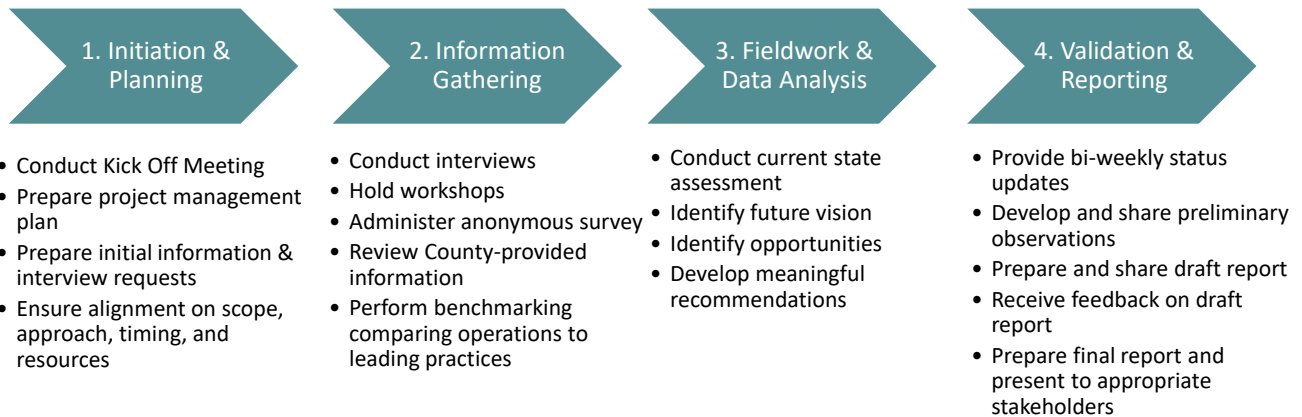 1. Initiation &
Planning
• Conduct Kick Off Meeting
• Prepare project management
plan
• Prepare initial information &
interview requests
• Ensure alignment on scope,
approach, timing, and
resources
2. Information
Gathering
• Conduct interviews
• Hold workshops
• Administer anonymous survey
• Review County-provided
information
• Perform benchmarking
comparing operations to
leading practices
3. Fieldwork &
Data Analysis
• Conduct current state
assessment
• Identify future vision
• Identify opportunities
• Develop meaningful
recommendations
4. Validation &
Reporting
• Provide bi-weekly status
updates
• Develop and share preliminary
observations
• Prepare and share draft report
• Receive feedback on draft
report
• Prepare final report and
present to appropriate
stakeholders